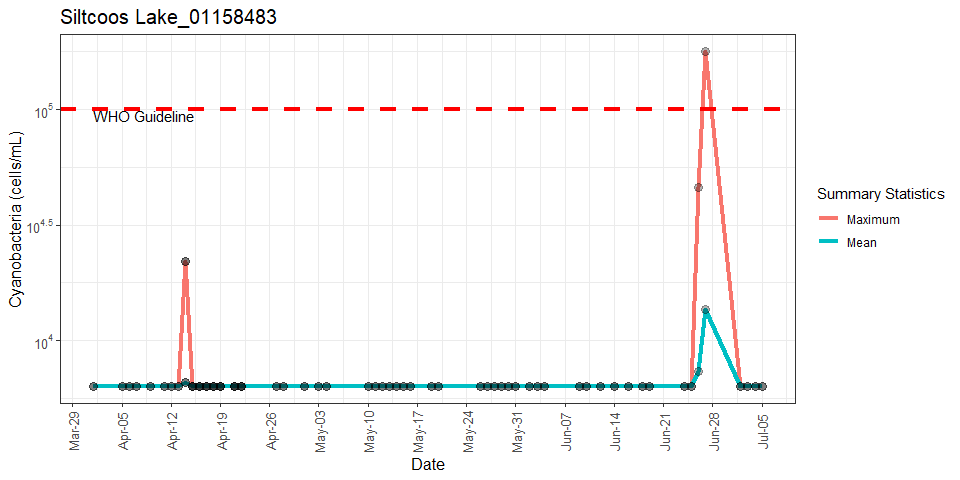 Siltcoos Lake_01158483
Cyanobacteria (cells/mL)
10^5
10^4.5
10^4
WHO Guideline
Mar-29
Apr-05
Apr-12
Apr-19
Apr-26
May-03
May-10
May-17
May-24
May-31
Jun-07
Jun-14
Jun-21
Jun-28
Jul-05
Date
Summary Statistics
Maximum
Mean